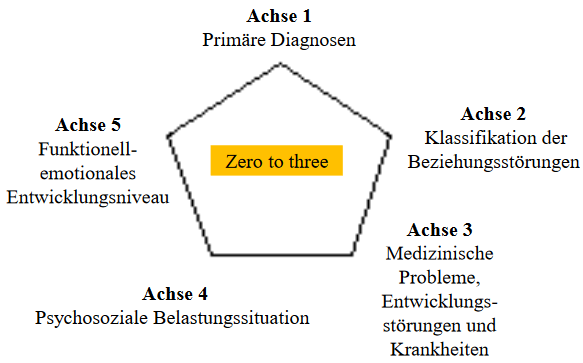 Achse 1
Primäre Diagnosen
Achse 2
Klassifikation der
Beziehungsstörungen
Achse 5
Funktionell-
emotionales
Entwicklungsniveau
Zero to three
Achse 3
Medizinische
Probleme,
Entwicklungs-
störungen und
Krankheiten
Achse 4
Psychosoziale Belastungssituation